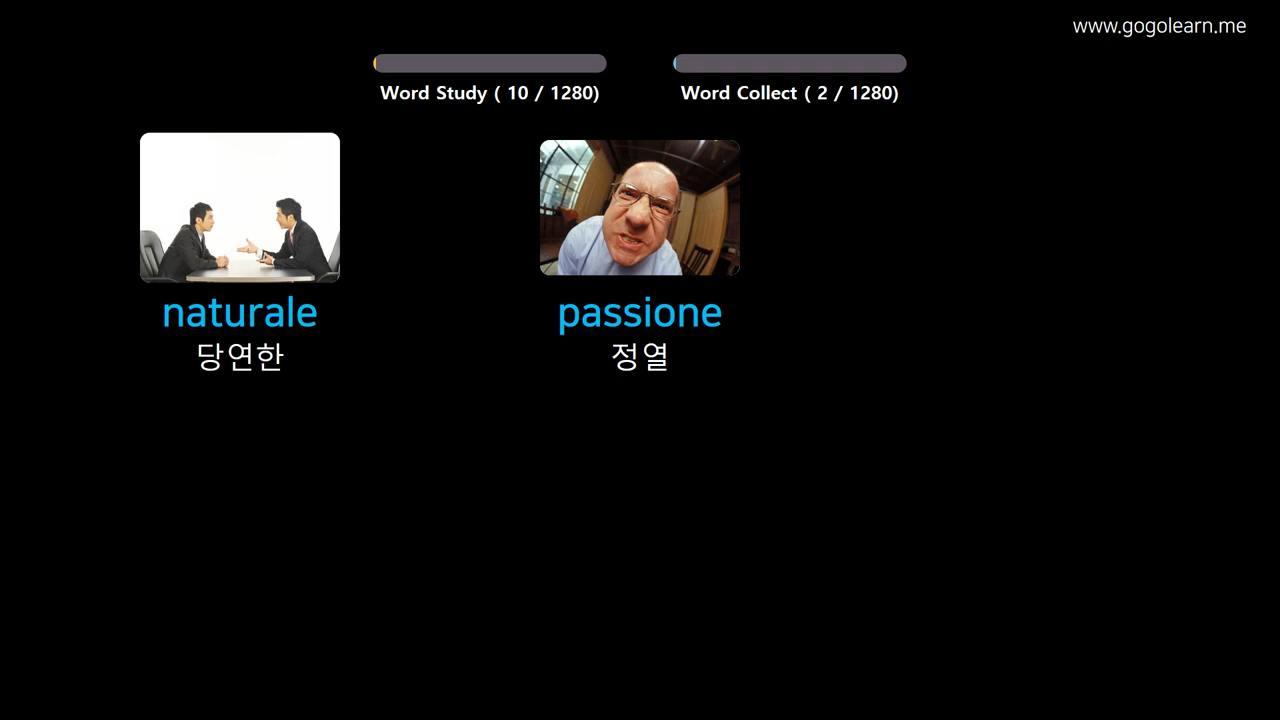 www.gogolearn.me
Word Study ( 10 / 1280)
Word Collect ( 2 / 1280)
naturale
당연한
passione
정열